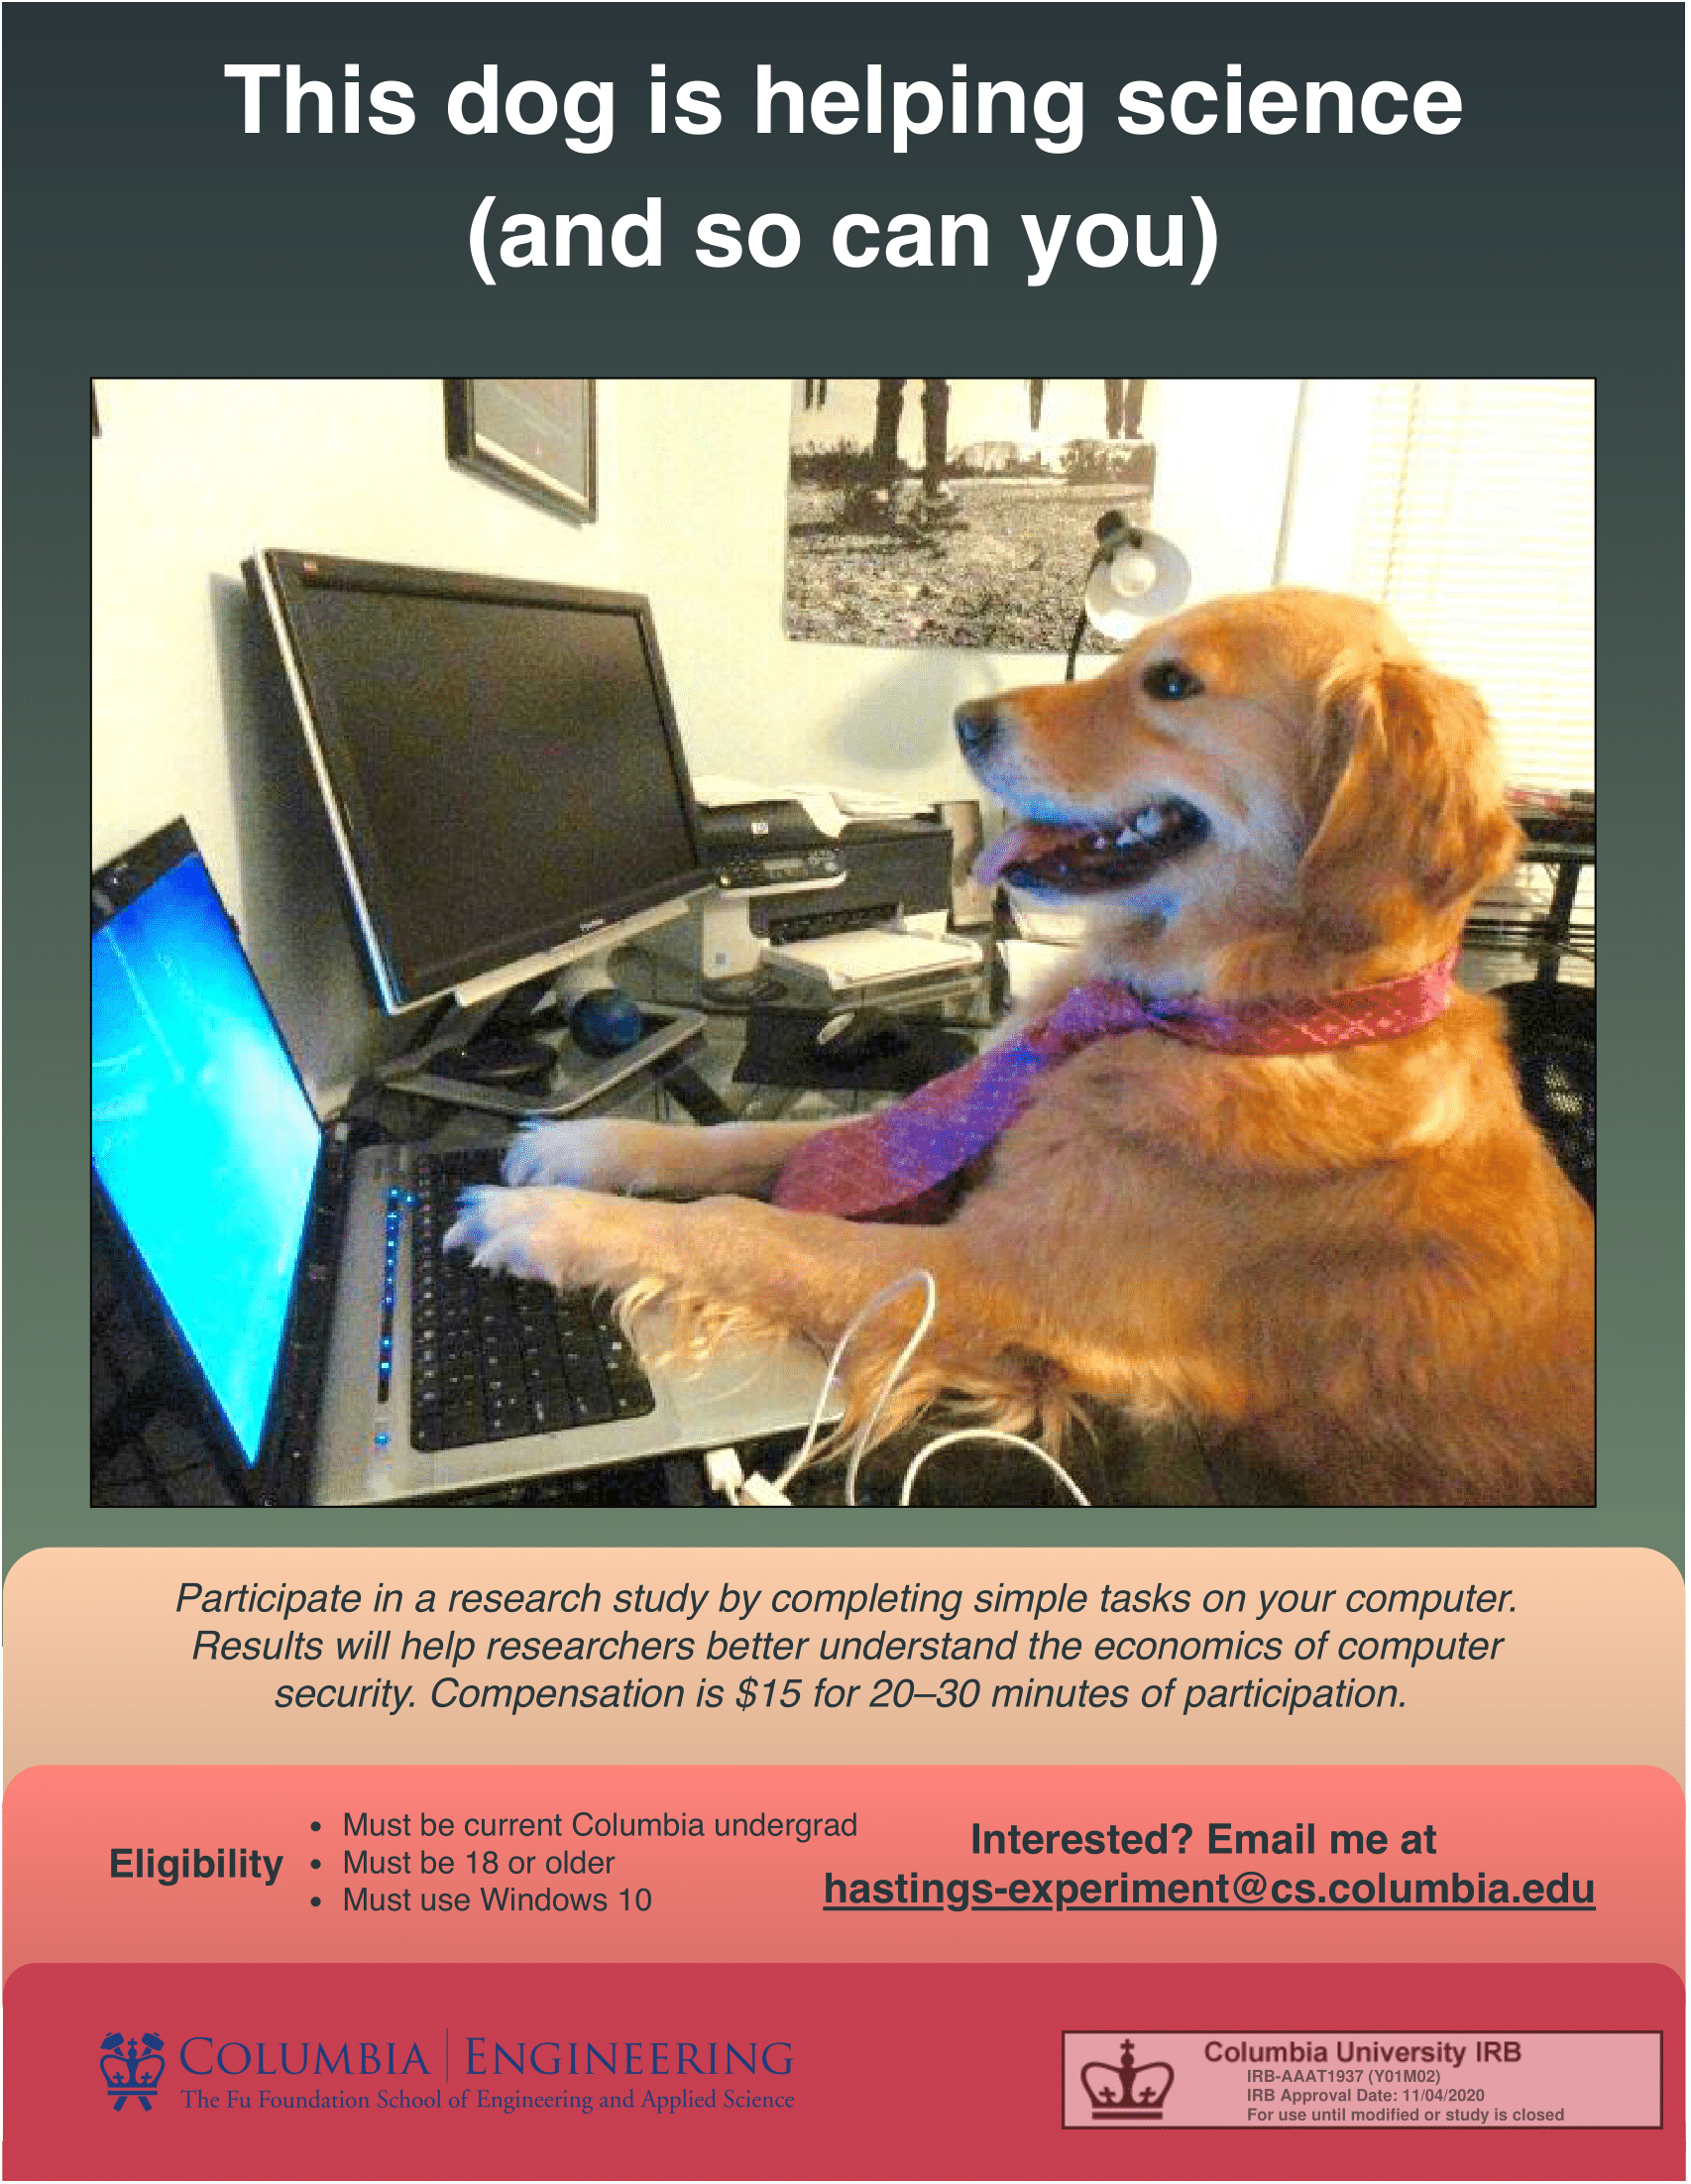 This dog is helping science
(and so can you)
Participate in a research study by completing simple tasks on your computer.
Results will help researchers better understand the economics of computer
security. Compensation is $15 for 20–30 minutes of participation.
Eligibility
• Must be current Columbia undergrad
• Must be 18 or older
• Must use Windows 10
Interested? Email me at
hastings-experiment@cs.columbia.edu
COLUMBIA | ENGINEERING
The Fu Foundation School of Engineering and Applied Science
Columbia University IRB
IRB-AAAT1937 (Y01M02)
IRB Approval Date: 11/04/2020
For use until modified or study is closed